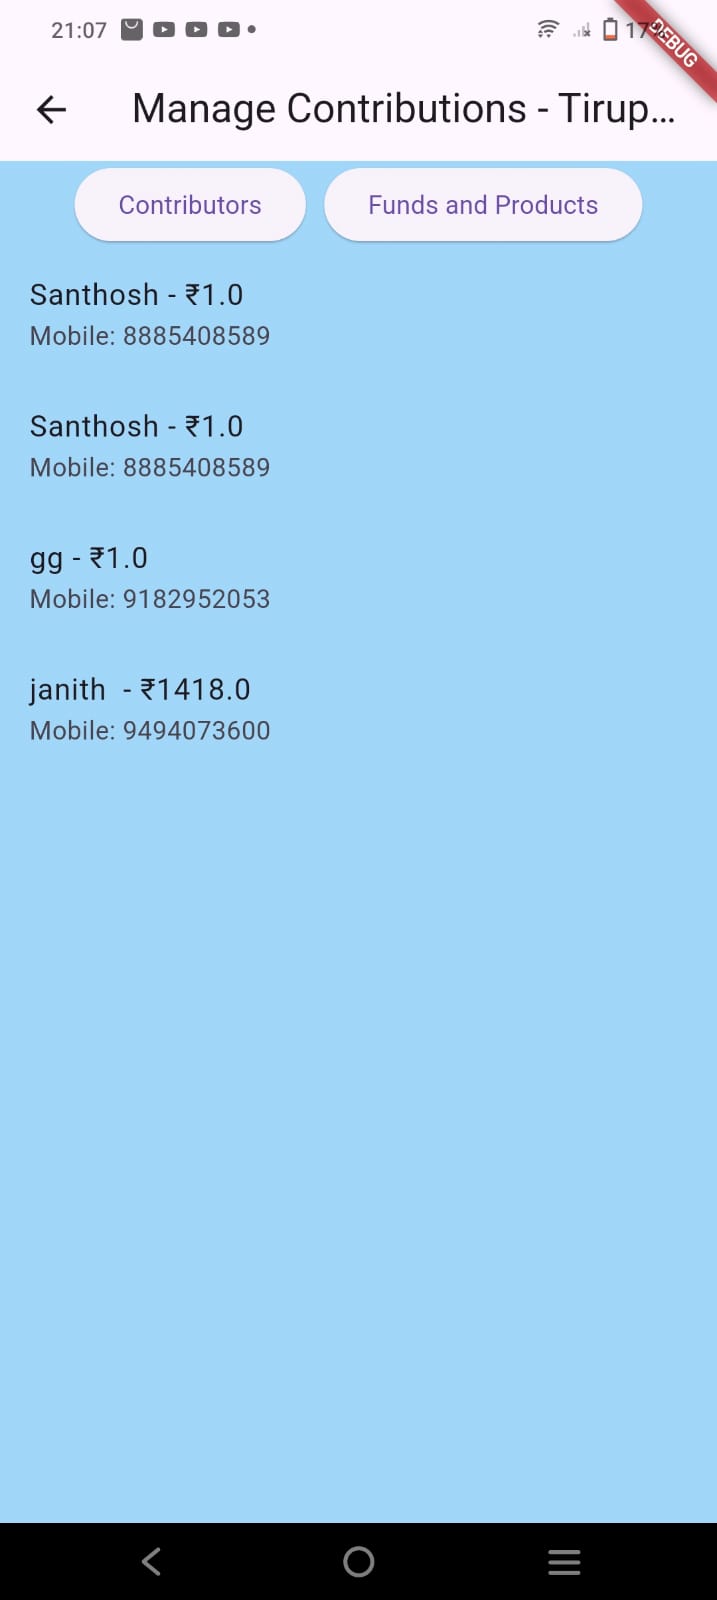 21:07
17%
DEBUG
Manage Contributions - Tirup...
Contributors
Funds and Products
Santhosh - ₹1.0
Mobile: 8885408589
Santhosh - ₹1.0
Mobile: 8885408589
gg - ₹1.0
Mobile: 9182952053
janith  - ₹1418.0
Mobile: 9494073600